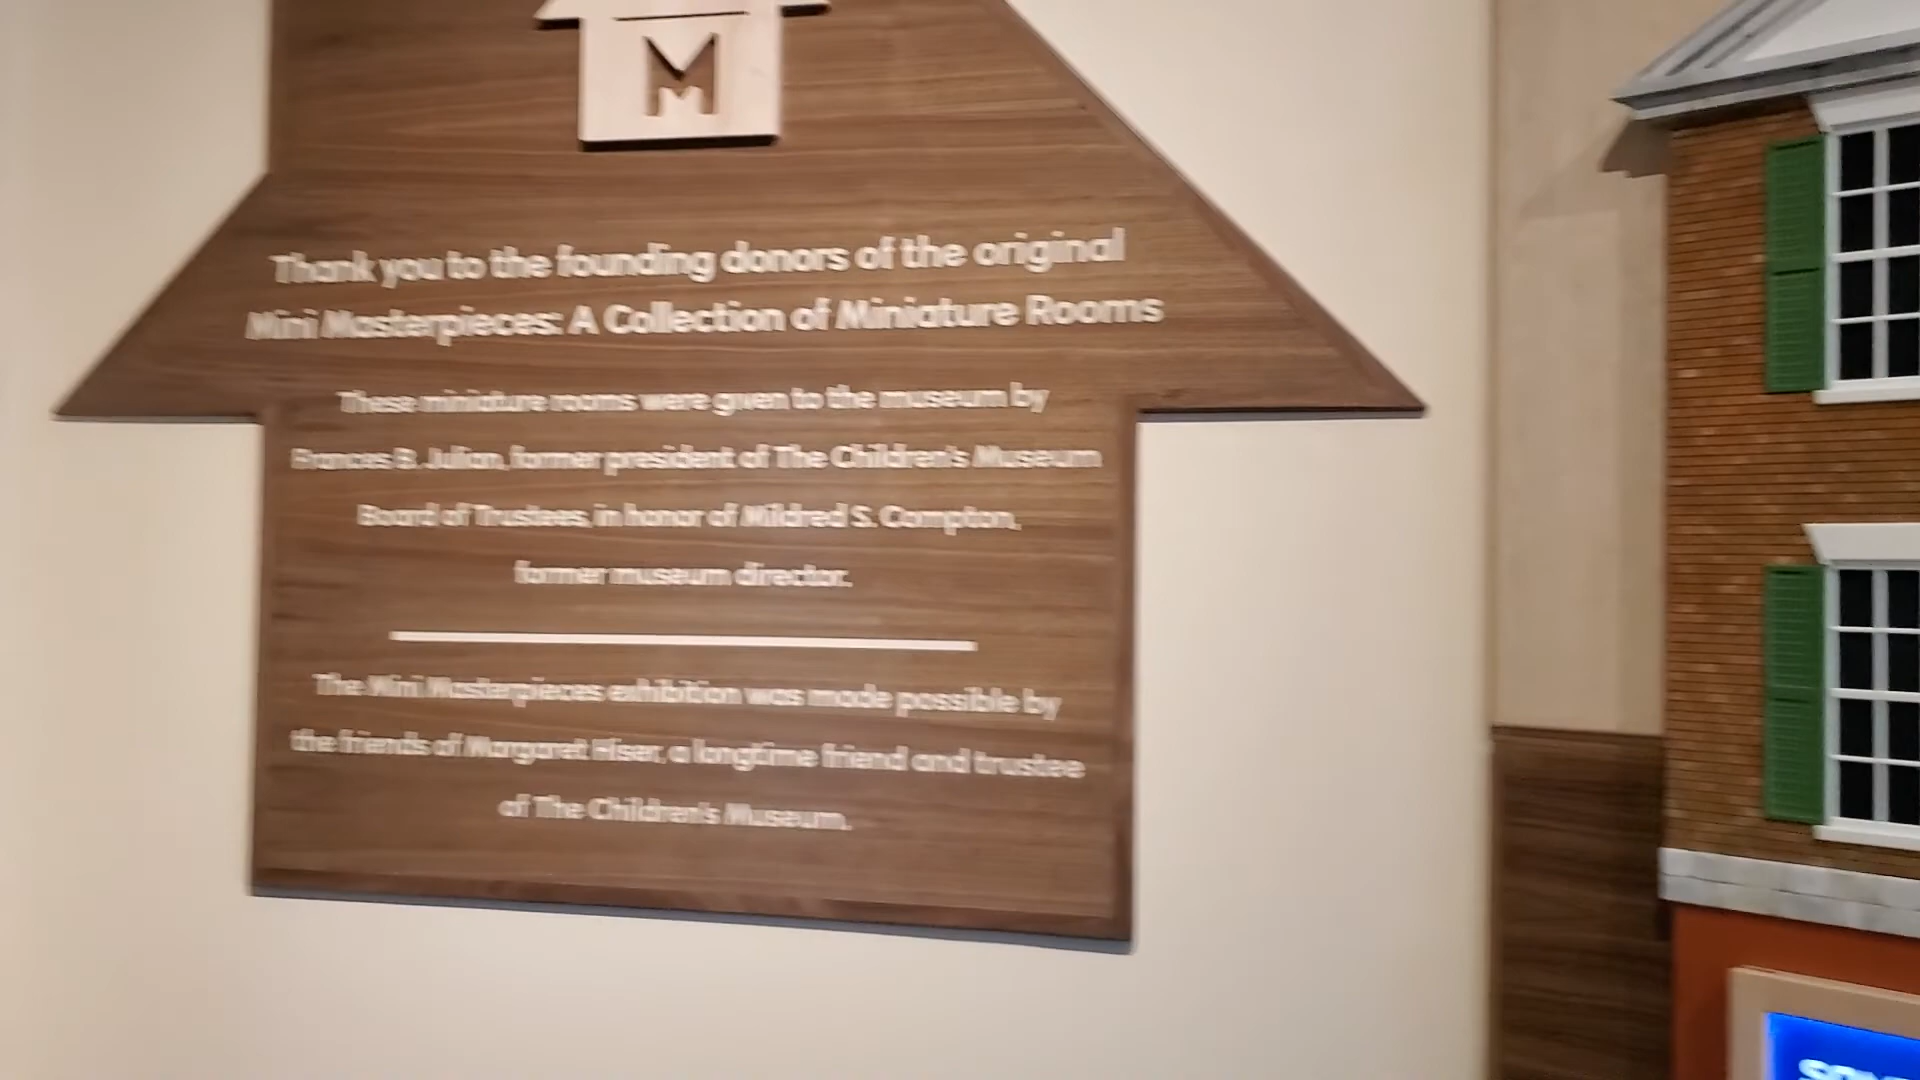 M
Thank you to the founding donors of the original
Mini Masterpieces: A Collection of Miniature Rooms
These miniature rooms were given to the museum by
Frances B. Julian, former president of The Children's Museum
Board of Trustees, in honor of Mildred S. Compton,
former museum director.
The Mini Masterpieces exhibition was made possible by
the friends of Margaret Hiser, a longtime friend and trustee
of The Children's Museum.